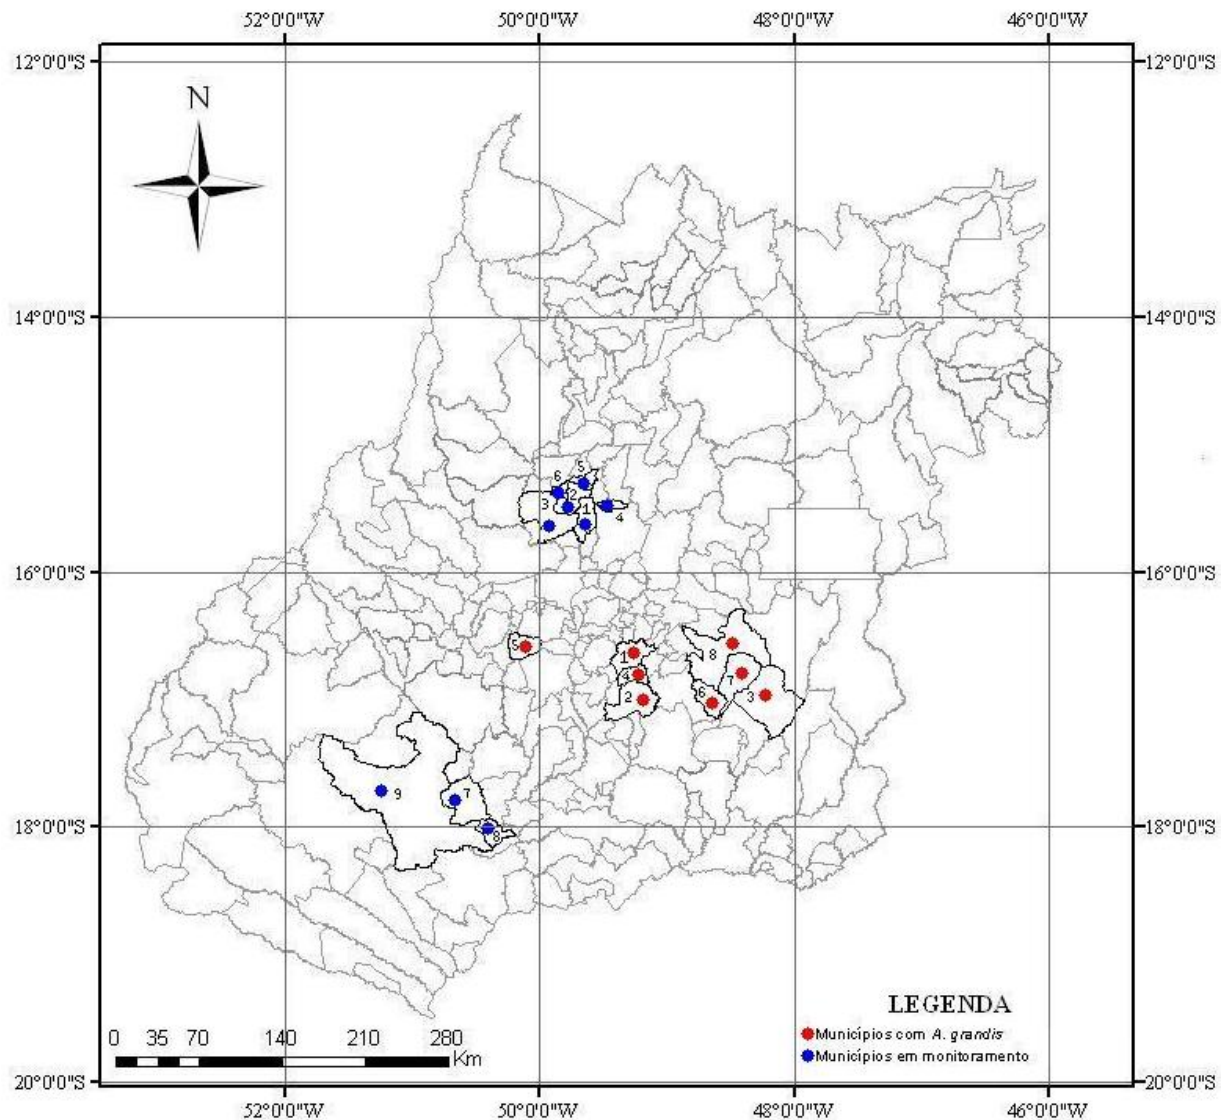 52°0'0"W 50°0'0"W 48°0'0"W 46°0'0"W
12°0'0"S 12°0'0"S
N
14°0'0"S 14°0'0"S
5
6
2
3
1
4
16°0'0"S 16°0'0"S
5
1
8
4
7
2
6
3
7
9
8
18°0'0"S 18°0'0"S
LEGENDA
Municípios com A. grandis
Municípios em monitoramento
0 35 70 140 210 280
Km
20°0'0"S 20°0'0"S
52°0'0"W 50°0'0"W 48°0'0"W 46°0'0"W